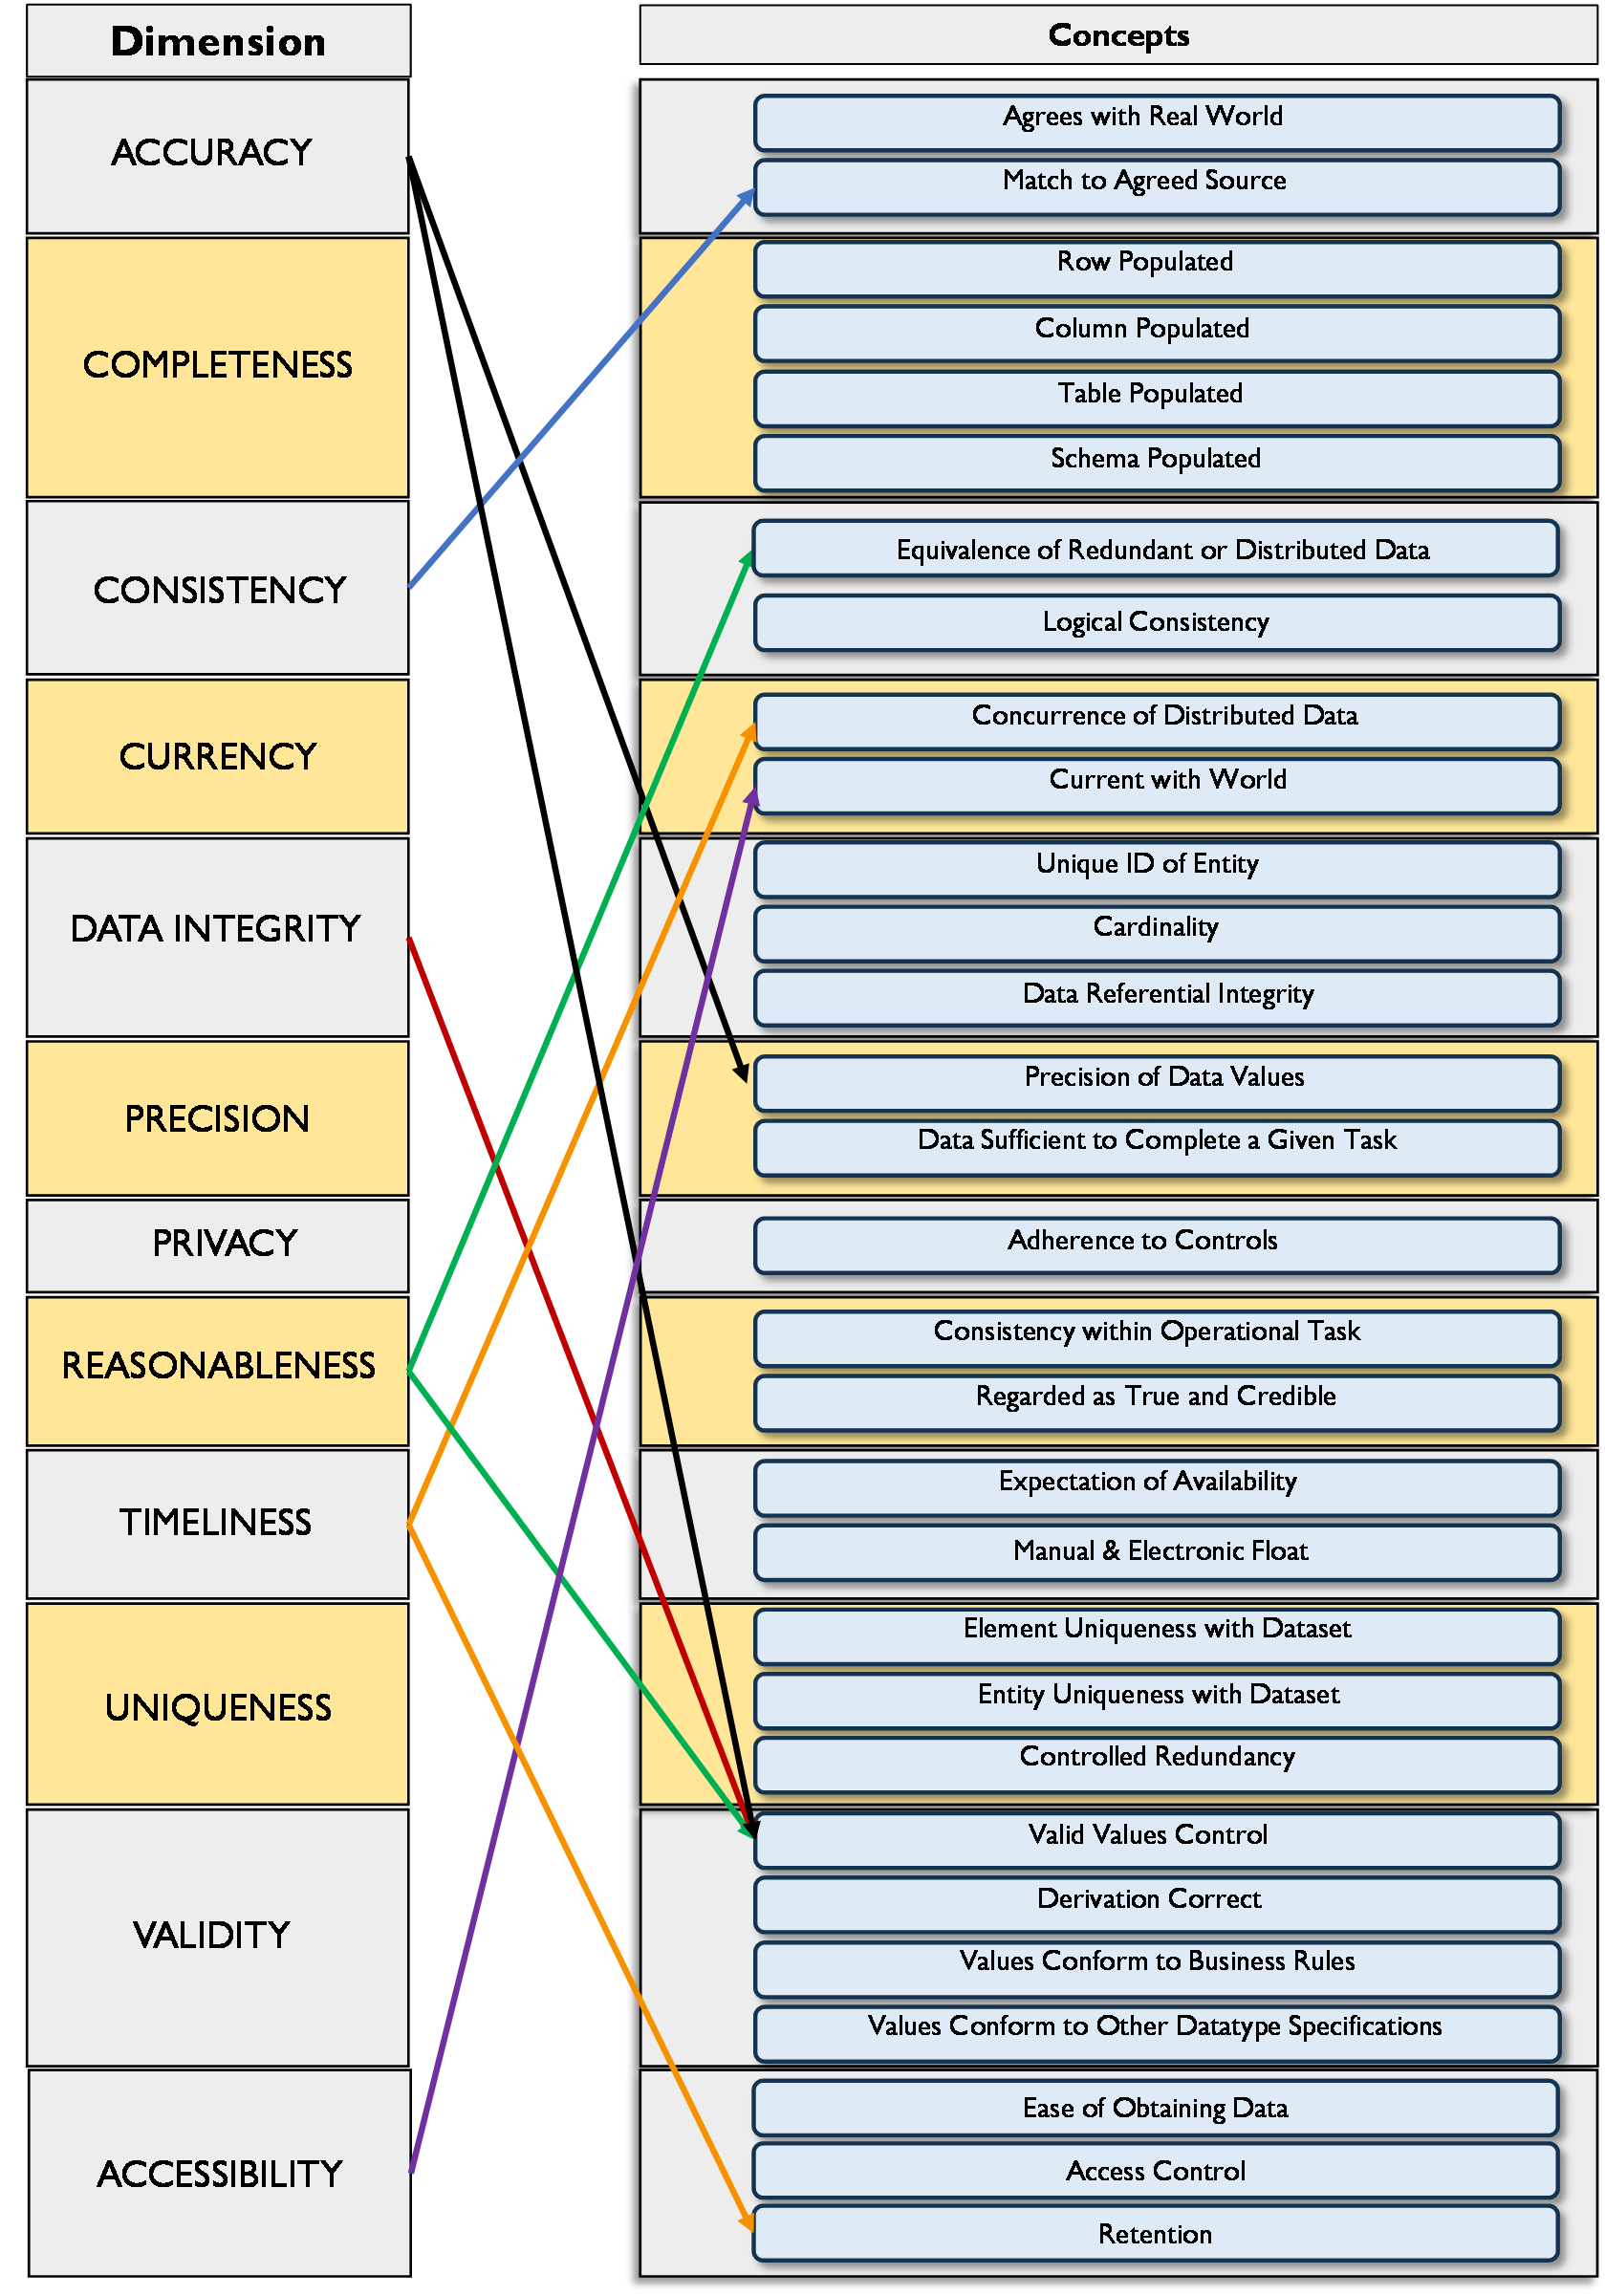 Dimension
Concepts
ACCURACY
Agrees with Real World
Match to Agreed Source
COMPLETENESS
Row Populated
Column Populated
Table Populated
Schema Populated
CONSISTENCY
Equivalence of Redundant or Distributed Data
Logical Consistency
CURRENCY
Concurrence of Distributed Data
Current with World
DATA INTEGRITY
Unique ID of Entity
Cardinality
Data Referential Integrity
PRECISION
Precision of Data Values
Data Sufficient to Complete a Given Task
PRIVACY
Adherence to Controls
REASONABLENESS
Consistency within Operational Task
Regarded as True and Credible
TIMELINESS
Expectation of Availability
Manual & Electronic Float
UNIQUENESS
Element Uniqueness with Dataset
Entity Uniqueness with Dataset
Controlled Redundancy
VALIDITY
Valid Values Control
Derivation Correct
Values Conform to Business Rules
Values Conform to Other Datatype Specifications
ACCESSIBILITY
Ease of Obtaining Data
Access Control
Retention